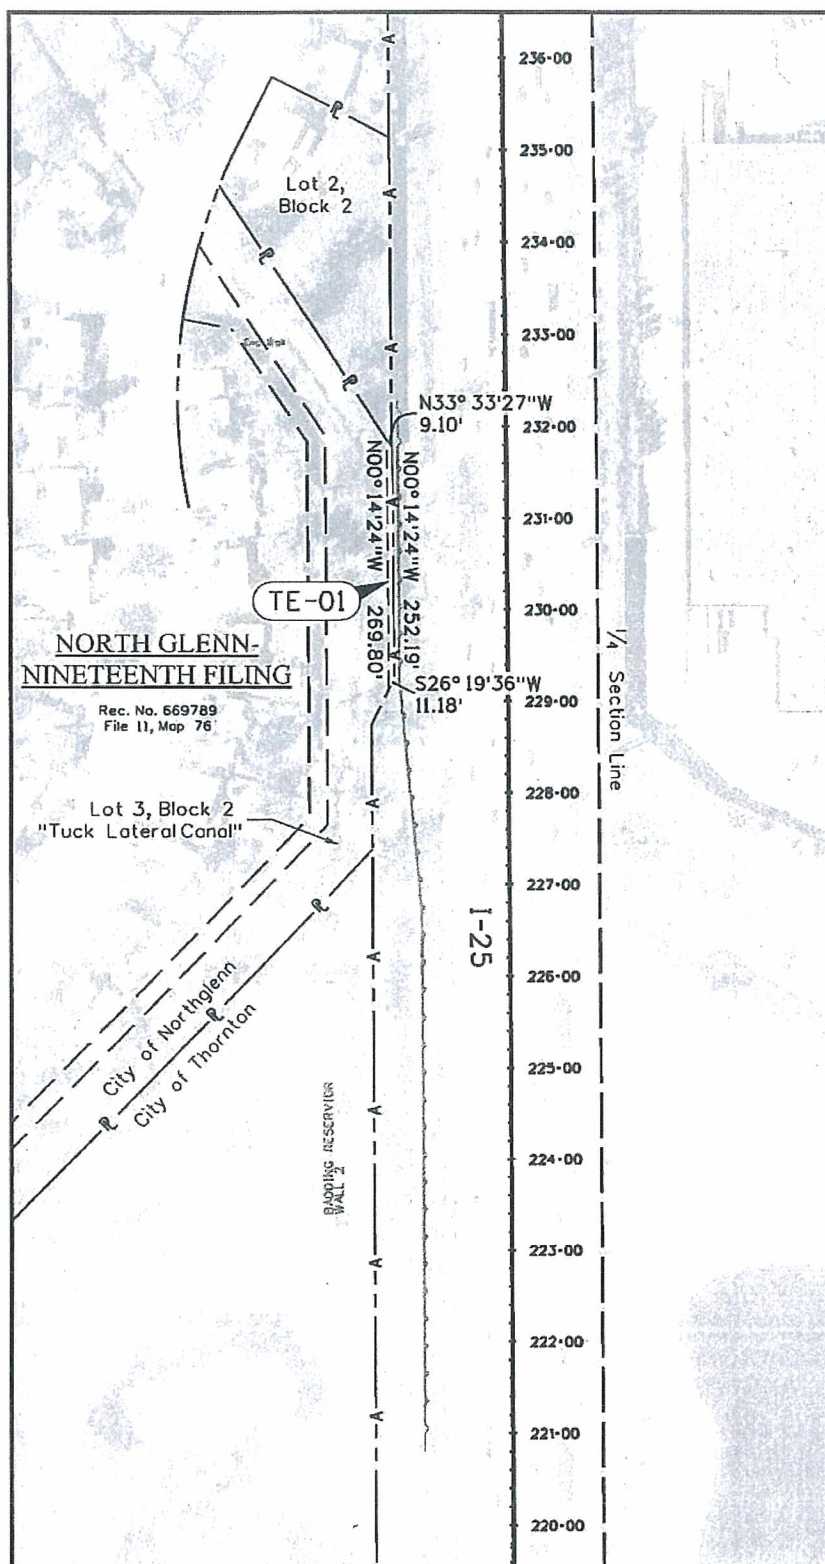 236+00
235+00
Lot 2,
Block 2
234+00
233+00
N33° 33'27"W
9.10'
232+00
N00° 14'24"W 269.80'
N00° 14'24"W 252.19'
231+00
TE-01
230+00
NORTH GLENN-
NINETEENTH FILING
Rec. No. 669789
File 11, Map 76
S26° 19'36"W
11.18'
229+00
1/4 Section Line
228+00
Lot 3, Block 2
"Tuck Lateral Canal"
227+00
I-25
226+00
City of Northglenn
City of Thornton
225+00
BADDING RESERVIOR
WALL 2
224+00
223+00
222+00
221+00
220+00
A
A
A
A
A
A
A
A
A
A